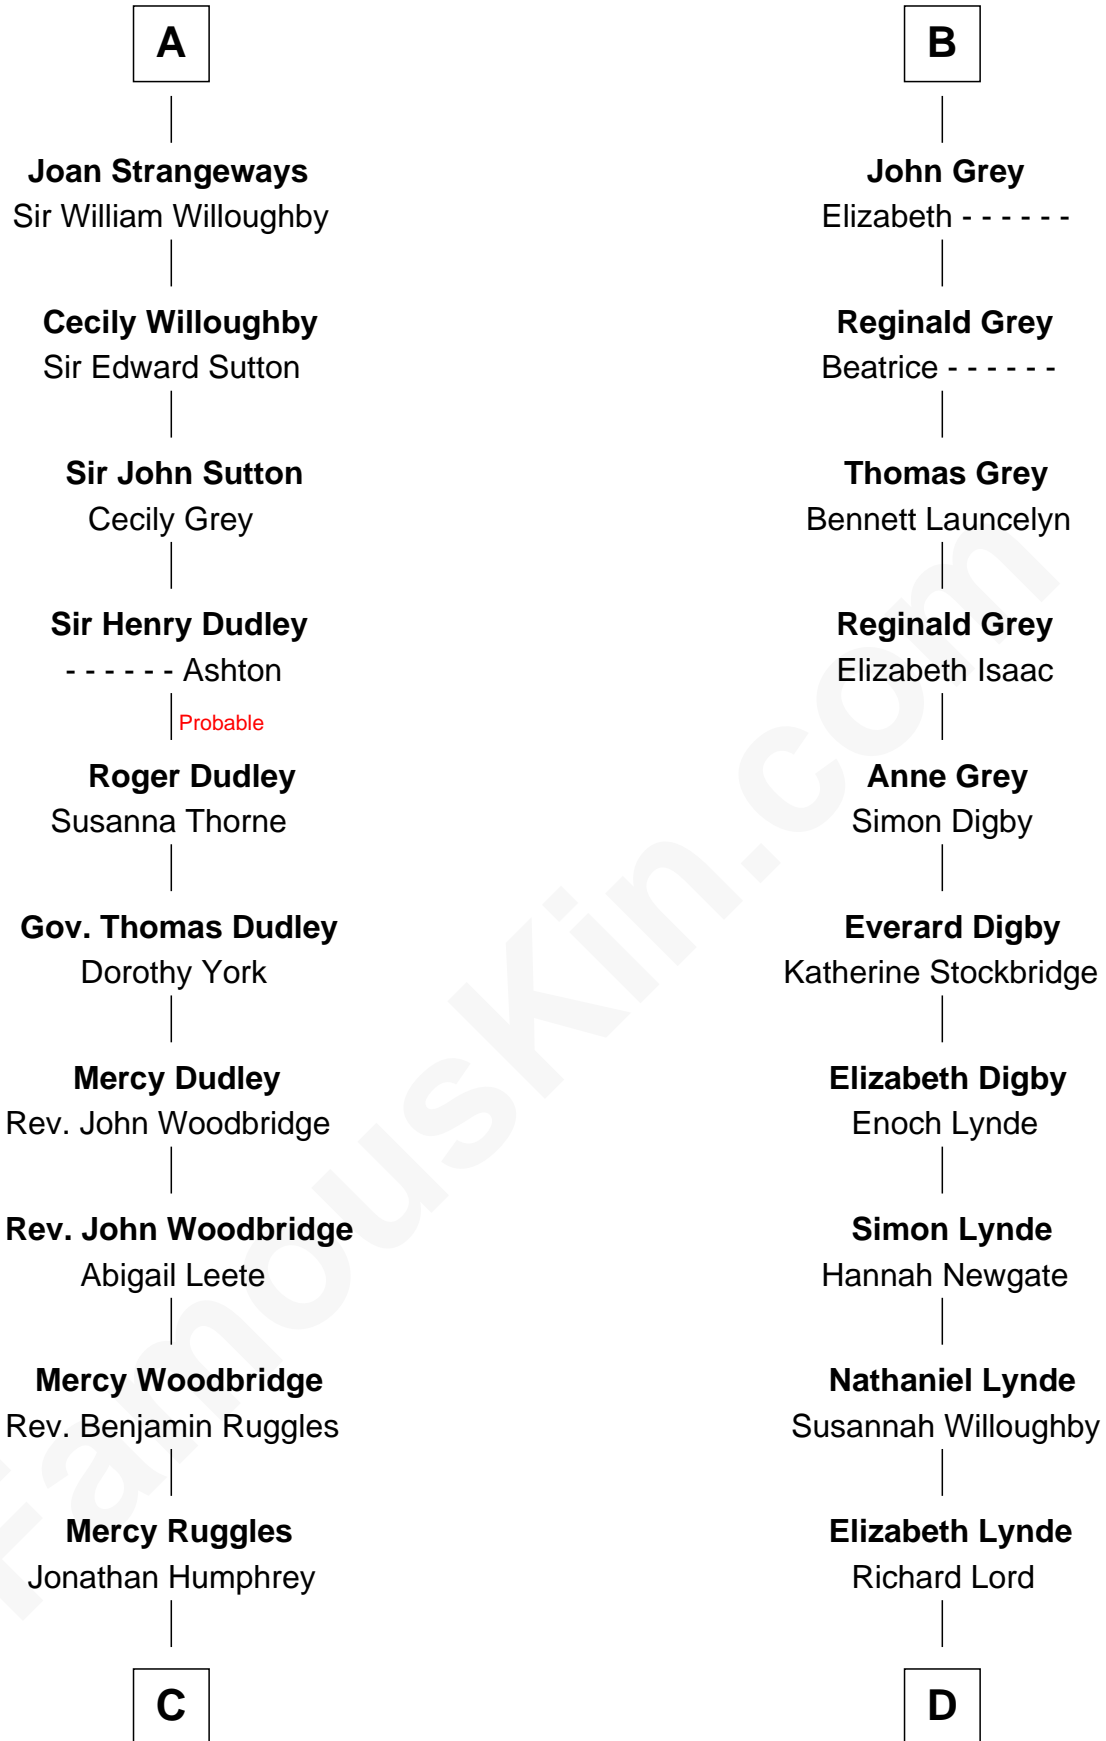 A
Joan Strangeways
Sir William Willoughby
Cecily Willoughby
Sir Edward Sutton
Sir John Sutton
Cecily Grey
Sir Henry Dudley
- - - - - - Ashton
Probable
Roger Dudley
Susanna Thorne
Gov. Thomas Dudley
Dorothy York
Mercy Dudley
Rev. John Woodbridge
Rev. John Woodbridge
Abigail Leete
Mercy Woodbridge
Rev. Benjamin Ruggles
Mercy Ruggles
Jonathan Humphrey
C
B
John Grey
Elizabeth - - - - - -
Reginald Grey
Beatrice - - - - - -
Thomas Grey
Bennett Launcelyn
Reginald Grey
Elizabeth Isaac
Anne Grey
Simon Digby
Everard Digby
Katherine Stockbridge
Elizabeth Digby
Enoch Lynde
Simon Lynde
Hannah Newgate
Nathaniel Lynde
Susannah Willoughby
Elizabeth Lynde
Richard Lord
D
FamousKin.com